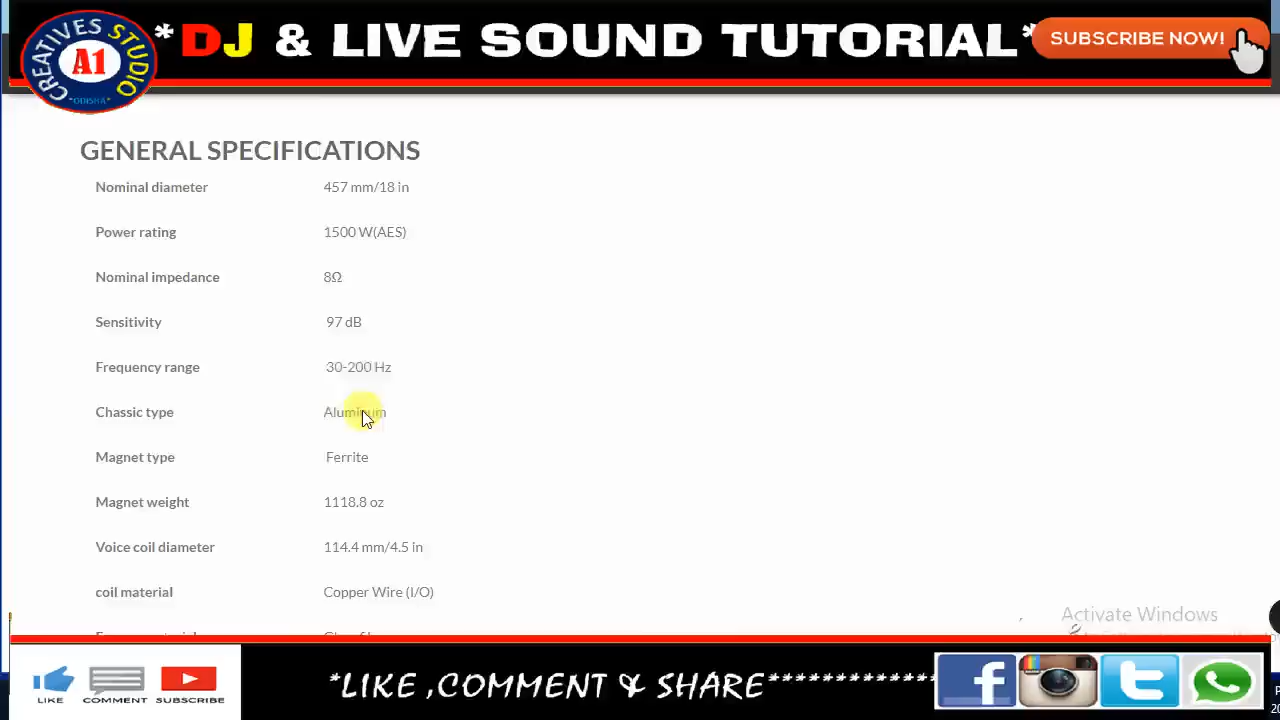 CREATIVES STUDIO
A1
"ODISHA"
*DJ & LIVE SOUND TUTORIAL*
SUBSCRIBE NOW!
GENERAL SPECIFICATIONS
Nominal diameter 457 mm/18 in
Power rating 1500 W(AES)
Nominal impedance 8Ω
Sensitivity 97 dB
Frequency range 30-200 Hz
Chassic type Aluminum
Magnet type Ferrite
Magnet weight 1118.8 oz
Voice coil diameter 114.4 mm/4.5 in
coil material Copper Wire (I/O)
Activate Windows
LIKE COMMENT SUBSCRIBE
*LIKE ,COMMENT & SHARE************